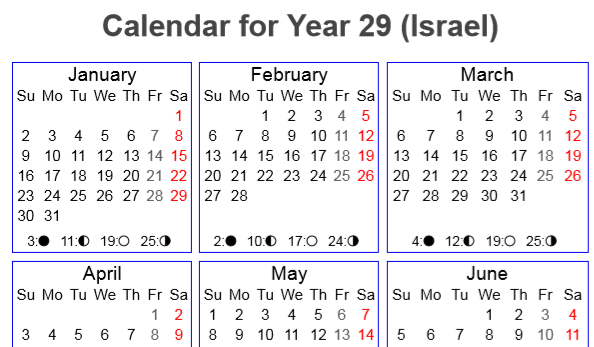 Calendar for Year 29 (Israel)
January
Su Mo Tu We Th Fr Sa
1
2 3 4 5 6 7 8
9 10 11 12 13 14 15
16 17 18 19 20 21 22
23 24 25 26 27 28 29
30 31
3: 11: 19: 25:
February
Su Mo Tu We Th Fr Sa
1 2 3 4 5
6 7 8 9 10 11 12
13 14 15 16 17 18 19
20 21 22 23 24 25 26
27 28
2: 10: 17: 24:
March
Su Mo Tu We Th Fr Sa
1 2 3 4 5
6 7 8 9 10 11 12
13 14 15 16 17 18 19
20 21 22 23 24 25 26
27 28 29 30 31
4: 12: 19: 25:
April
Su Mo Tu We Th Fr Sa
1 2
3 4 5 6 7 8 9
May
Su Mo Tu We Th Fr Sa
1 2 3 4 5 6 7
8 9 10 11 12 13 14
June
Su Mo Tu We Th Fr Sa
1 2 3 4
5 6 7 8 9 10 11